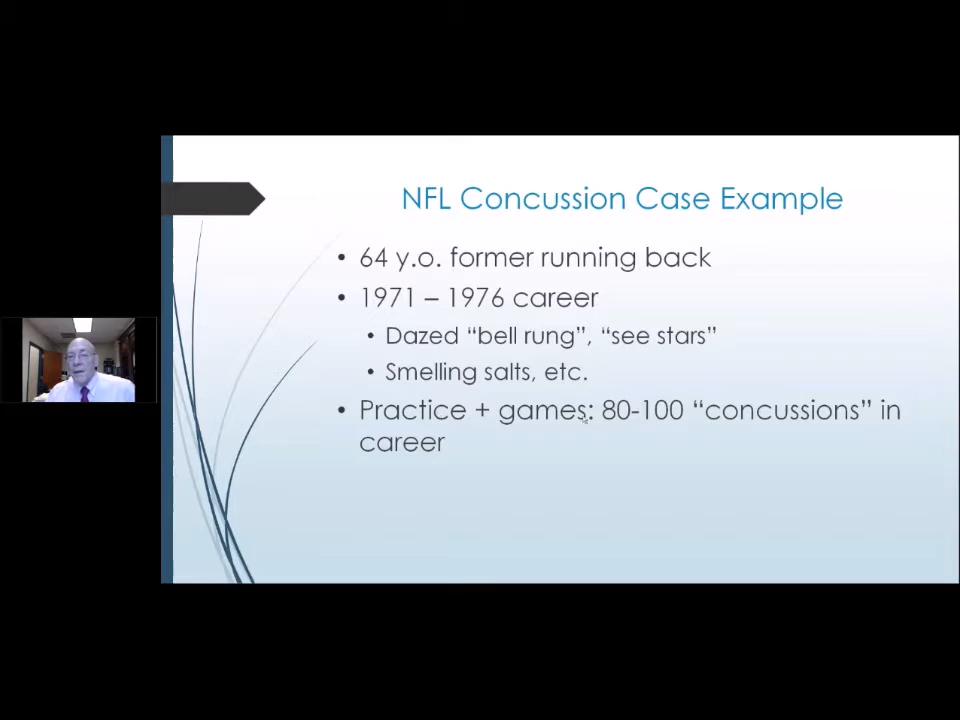 NFL Concussion Case Example
• 64 y.o. former running back
• 1971 – 1976 career
• Dazed “bell rung”, “see stars”
• Smelling salts, etc.
• Practice + games: 80-100 “concussions” in
career